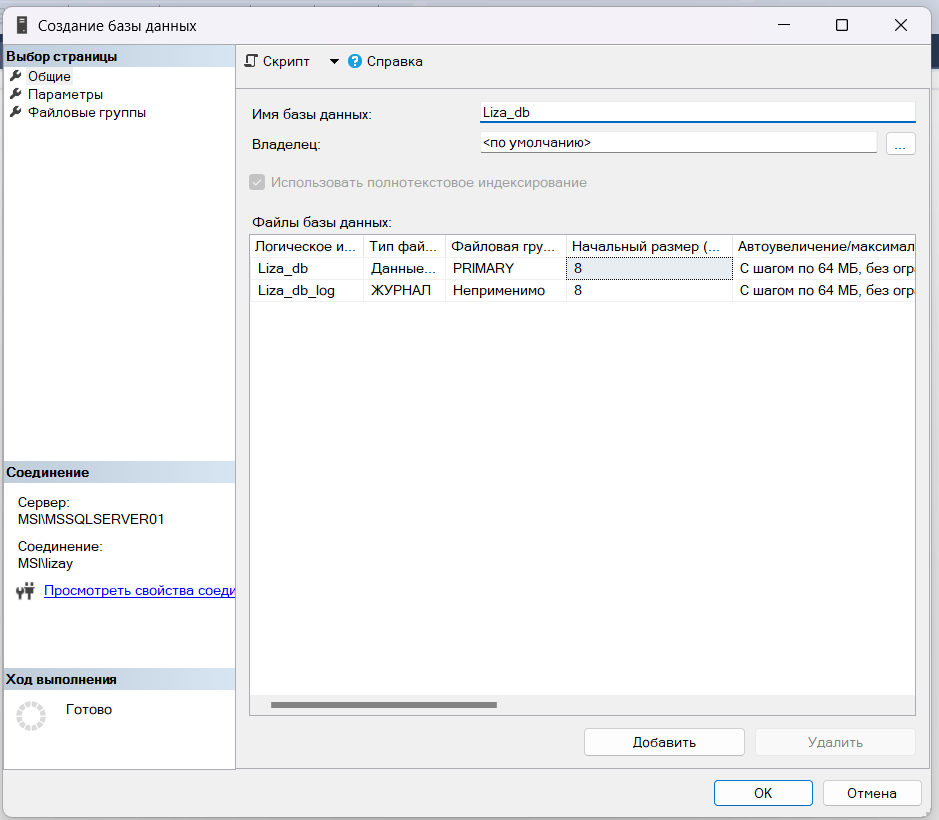 Создание базы данных
Выбор страницы
Общие
Параметры
Файловые группы
Скрипт
Справка
Имя базы данных:
Liza_db
Владелец:
<по умолчанию>
...
Использовать полнотекстовое индексирование
Файлы базы данных:
Логическое и... Тип фай... Файловая гру... Начальный размер (... Автоувеличение/максимал
Liza_db Данные... PRIMARY 8 С шагом по 64 МБ, без огр
Liza_db_log ЖУРНАЛ Неприменимо 8 С шагом по 64 МБ, без огр
Соединение
Сервер:
MSI\MSSQLSERVER01
Соединение:
MSI\lizay
Просмотреть свойства соеди
Ход выполнения
Готово
Добавить
Удалить
ОК
Отмена